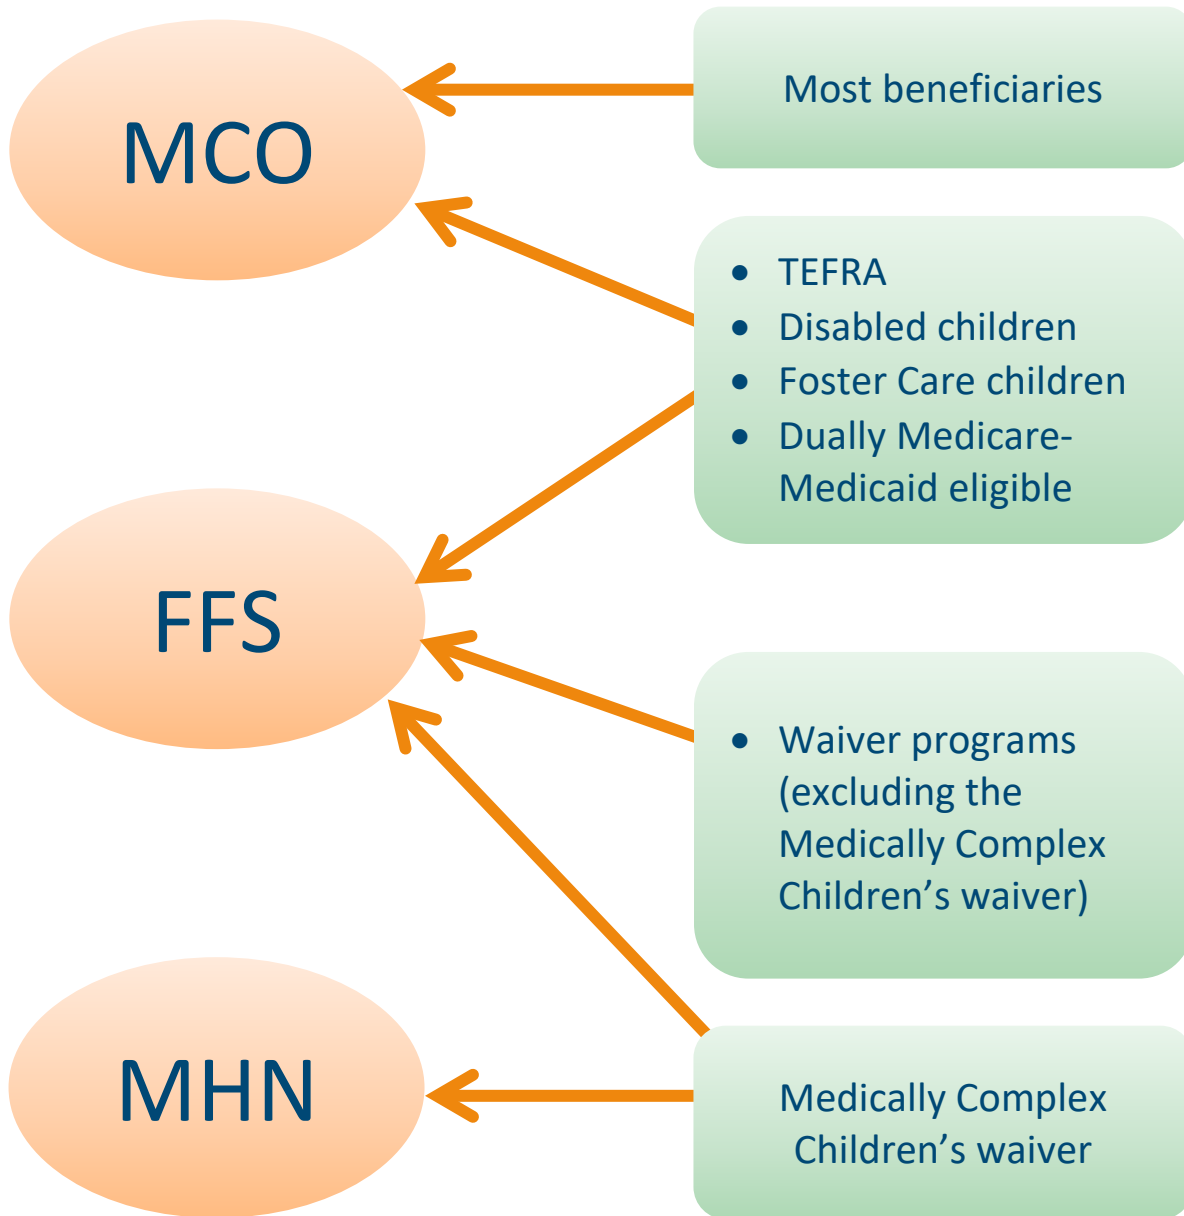 MCO
Most beneficiaries
• TEFRA
• Disabled children
• Foster Care children
• Dually Medicare-
Medicaid eligible
FFS
• Waiver programs
(excluding the
Medically Complex
Children’s waiver)
MHN
Medically Complex
Children’s waiver